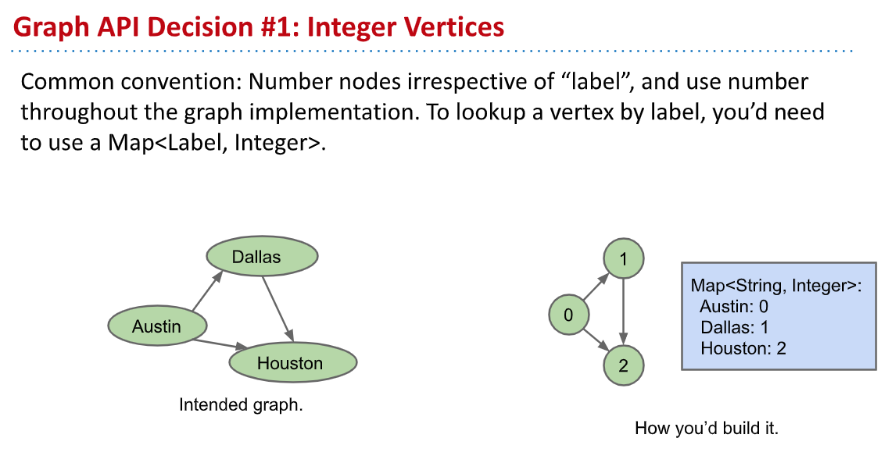 Graph API Decision #1: Integer Vertices
Common convention: Number nodes irrespective of “label”, and use number
throughout the graph implementation. To lookup a vertex by label, you’d need
to use a Map<Label, Integer>.
Dallas
Austin
Houston
Intended graph.
1
0
2
Map<String, Integer>:
Austin: 0
Dallas: 1
Houston: 2
How you’d build it.